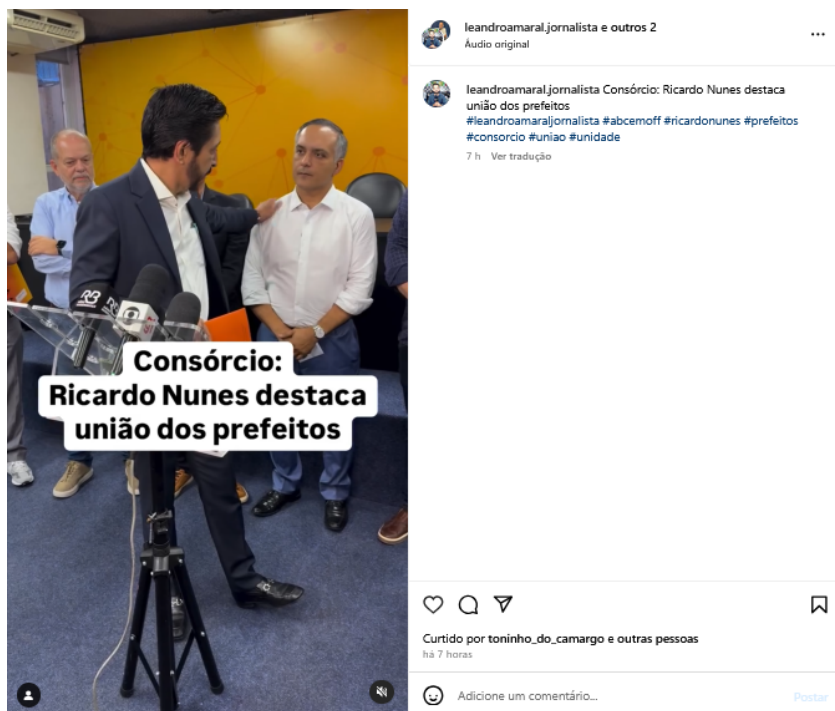 Consórcio:
Ricardo Nunes destaca
união dos prefeitos
leandroamaral.jornalista e outros 2
Áudio original
leandroamaral.jornalista Consórcio: Ricardo Nunes destaca
união dos prefeitos
#leandroamaraljornalista #abcemoff #ricardonunes #prefeitos
#consorcio #uniao #unidade
7 h Ver tradução
Curtido por toninho_do_camargo e outras pessoas
há 7 horas
Adicione um comentário...
Postar